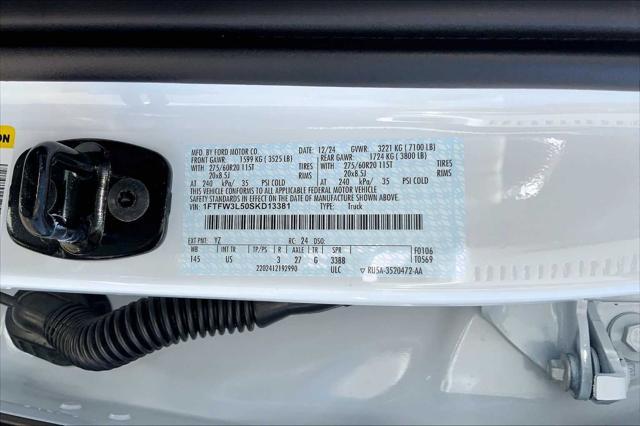 ON
MFD. BY FORD MOTOR CO. DATE: 12/24 GVWR: 3221 KG ( 7100 LB)
FRONT GAWR: 1599 KG ( 3525 LB) REAR GAWR: 1724 KG ( 3800 LB)
WITH TIRES WITH TIRES
275/60R20 115T 275/60R20 115T
20x8.5J RIMS 20x8.5J RIMS
AT 240 kPa/ 35 PSI COLD AT 240 kPa/ 35 PSI COLD
THIS VEHICLE CONFORMS TO ALL APPLICABLE FEDERAL MOTOR VEHICLE
SAFETY STANDARDS IN EFFECT ON THE DATE OF MANUFACTURE SHOWN ABOVE.
VIN: 1FTFW3L50SKD13381 TYPE: Truck
EXT PNT: YZ RC: 24 DSO:
WB INT TR TP/PS R AXLE TR SPR F0106
145 US 3 27 G 3388 T0569
2202412192990 ULC RU5A-3520472-AA